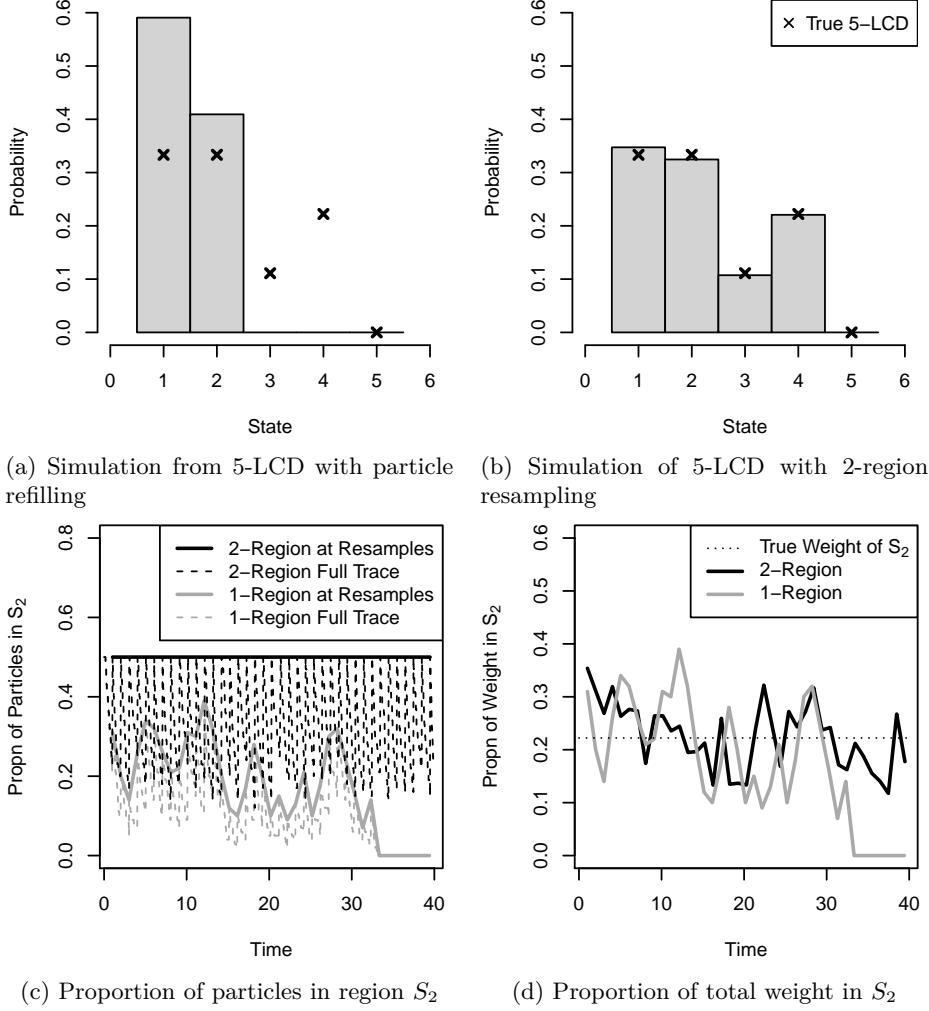 × True 5−LCD
Probability
0.0 0.1 0.2 0.3 0.4 0.5 0.6
0 1 2 3 4 5 6
State
Probability
0.0 0.1 0.2 0.3 0.4 0.5 0.6
0 1 2 3 4 5 6
State
(a) Simulation from 5-LCD with particle
refilling
(b) Simulation of 5-LCD with 2-region
resampling
2−Region at Resamples
2−Region Full Trace
1−Region at Resamples
1−Region Full Trace
Propn of Particles in S2
0.0 0.2 0.4 0.6 0.8
0 10 20 30 40
Time
True Weight of S2
2−Region
1−Region
Propn of Weight in S2
0.0 0.1 0.2 0.3 0.4 0.5 0.6
0 10 20 30 40
Time
(c) Proportion of particles in region S2
(d) Proportion of total weight in S2